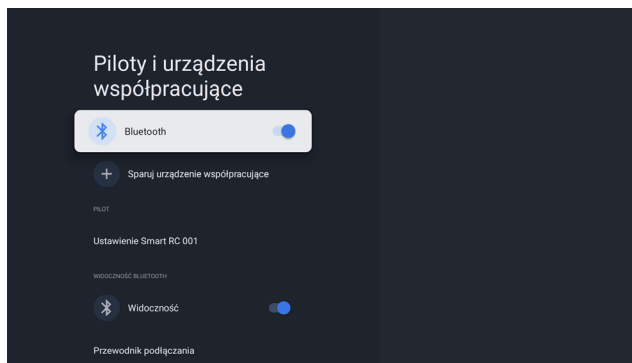 Piloty i urządzenia
współpracujące
Bluetooth
Sparuj urządzenie współpracujące
PILOT
Ustawienie Smart RC 001
WIDOCZNOŚĆ BLUETOOTH
Widoczność
Przewodnik podłączania